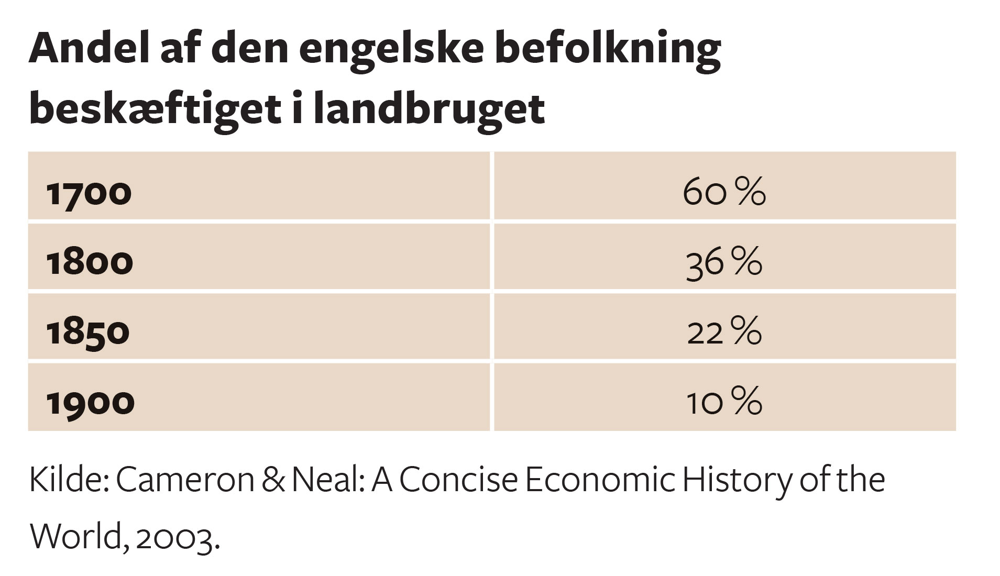 Andel af den engelske befolkning
beskæftiget i landbruget
1700 60 %
1800 36 %
1850 22 %
1900 10 %
Kilde: Cameron & Neal: A Concise Economic History of the
World, 2003.